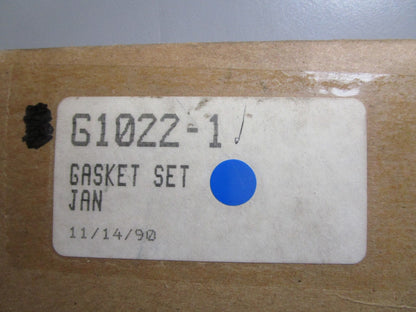 G1022-1
GASKET SET
JAN
11/14/90